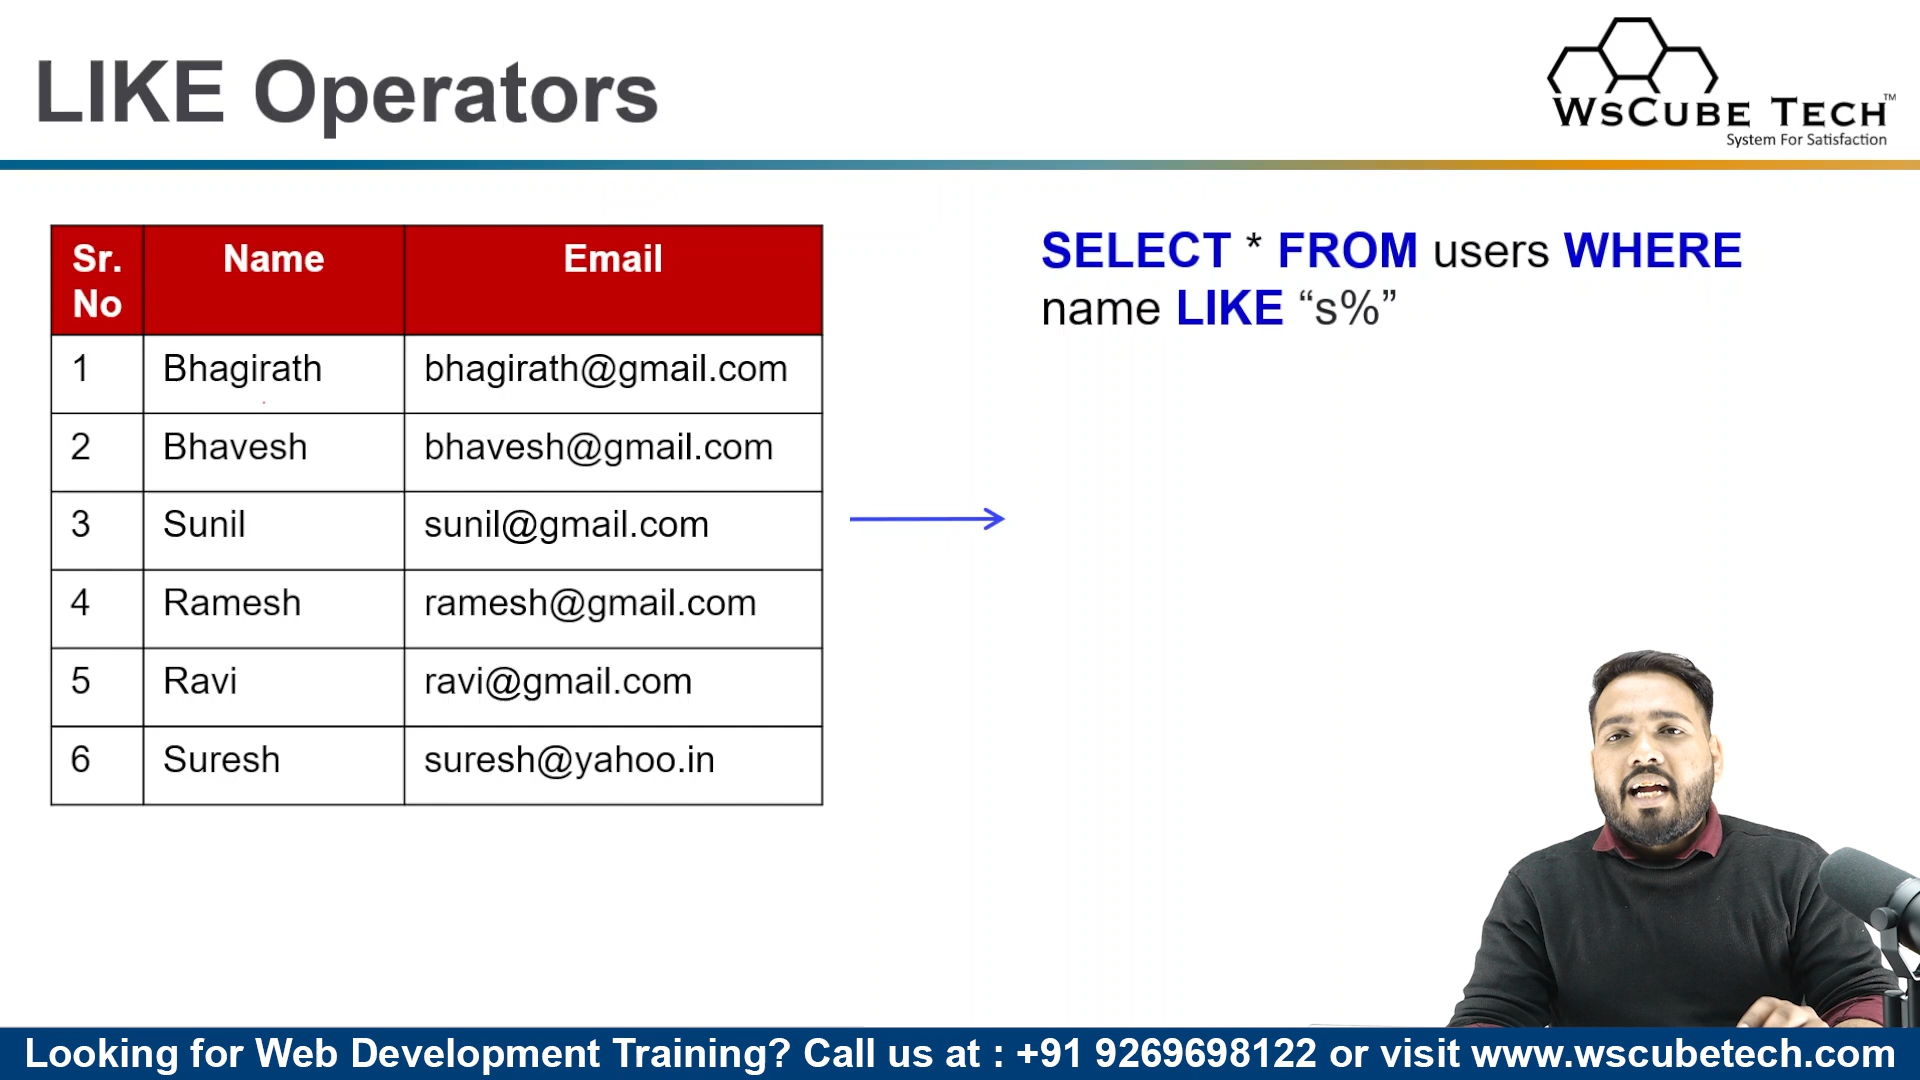 LIKE Operators
WsCube Tech™
System For Satisfaction
Sr. No Name Email
1 Bhagirath bhagirath@gmail.com
2 Bhavesh bhavesh@gmail.com
3 Sunil sunil@gmail.com
4 Ramesh ramesh@gmail.com
5 Ravi ravi@gmail.com
6 Suresh suresh@yahoo.in
SELECT * FROM users WHERE
name LIKE “s%”
Looking for Web Development Training? Call us at : +91 9269698122 or visit www.wscubetech.com